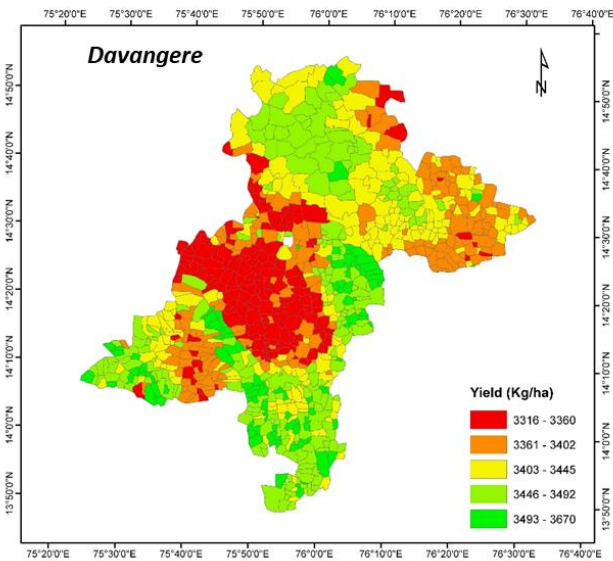 75°20'0"E 75°30'0"E 75°40'0"E 75°50'0"E 76°0'0"E 76°10'0"E 76°20'0"E 76°30'0"E 76°40'0"E
Davangere
N
14°50'0"N 14°50'0"N
14°40'0"N 14°40'0"N
14°30'0"N 14°30'0"N
14°20'0"N 14°20'0"N
14°10'0"N 14°10'0"N
14°0'0"N 14°0'0"N
13°50'0"N 13°50'0"N
Yield (Kg/ha)
3316 - 3360
3361 - 3402
3403 - 3445
3446 - 3492
3493 - 3670
75°20'0"E 75°30'0"E 75°40'0"E 75°50'0"E 76°0'0"E 76°10'0"E 76°20'0"E 76°30'0"E 76°40'0"E